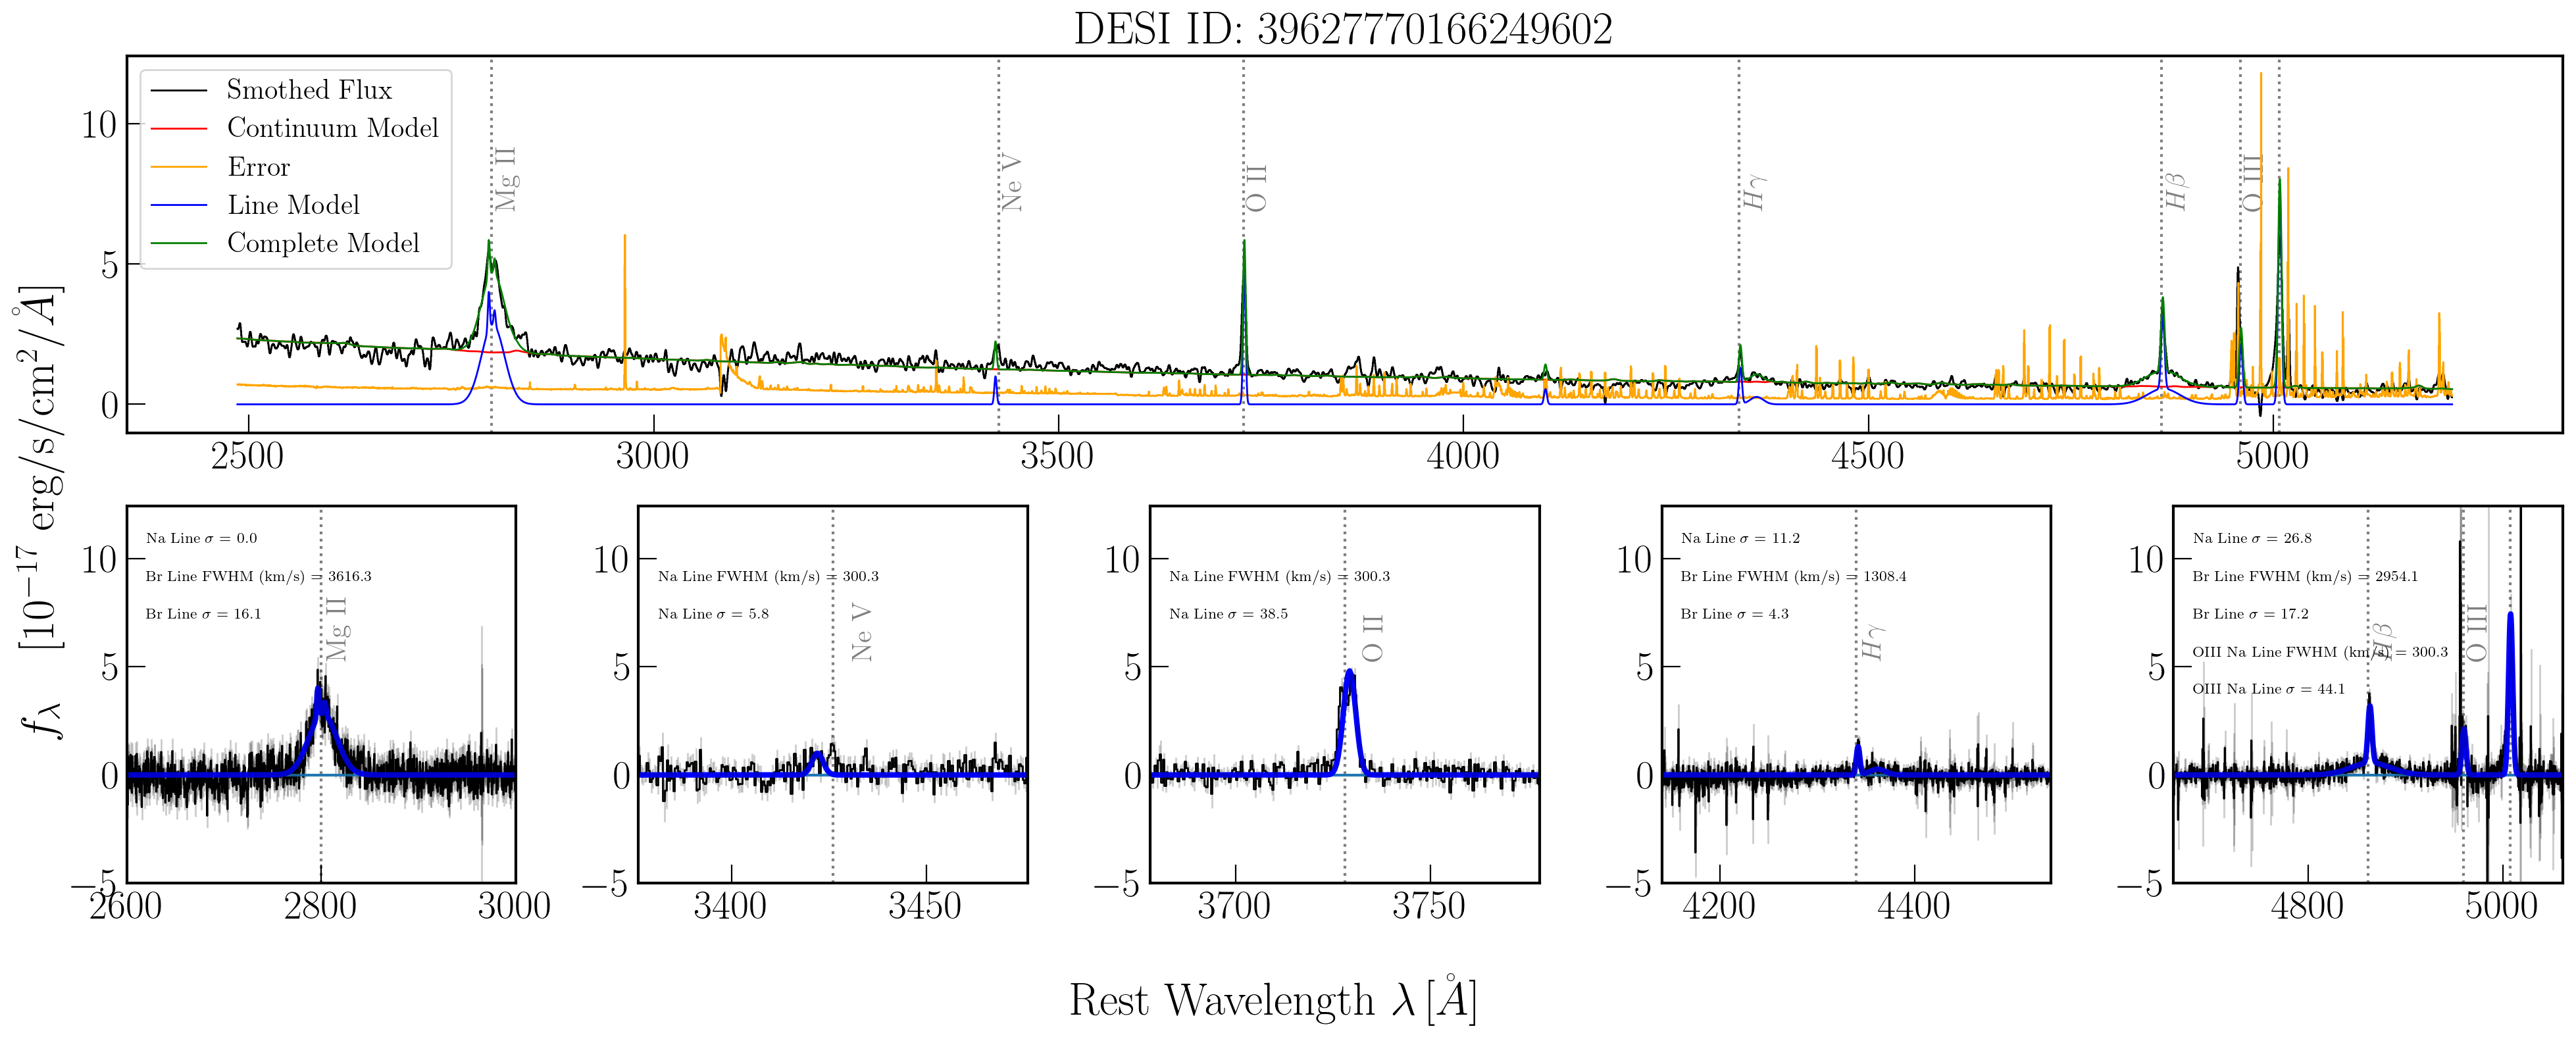 DESI ID: 39627770166249602
Smothed Flux
Continuum Model
Error
Line Model
Complete Model
Mg II
Ne V
O II
Hγ
Hβ
O III
10
5
0
2500 3000 3500 4000 4500 5000
fλ [10−17 erg/s/cm2/Å]
Na Line σ = 0.0
Br Line FWHM (km/s) = 3616.3
Br Line σ = 16.1
Mg II
10
5
0
−5
2600 2800 3000
Na Line FWHM (km/s) = 300.3
Na Line σ = 5.8
Ne V
10
5
0
−5
3400 3450
Na Line FWHM (km/s) = 300.3
Na Line σ = 38.5
O II
10
5
0
−5
3700 3750
Na Line σ = 11.2
Br Line FWHM (km/s) = 1308.4
Br Line σ = 4.3
Hγ
10
5
0
−5
4200 4400
Na Line σ = 26.8
Br Line FWHM (km/s) = 2954.1
Br Line σ = 17.2
OIII Na Line FWHM (km/s) = 300.3
OIII Na Line σ = 44.1
Hβ
O III
10
5
0
−5
4800 5000
Rest Wavelength λ [Å]